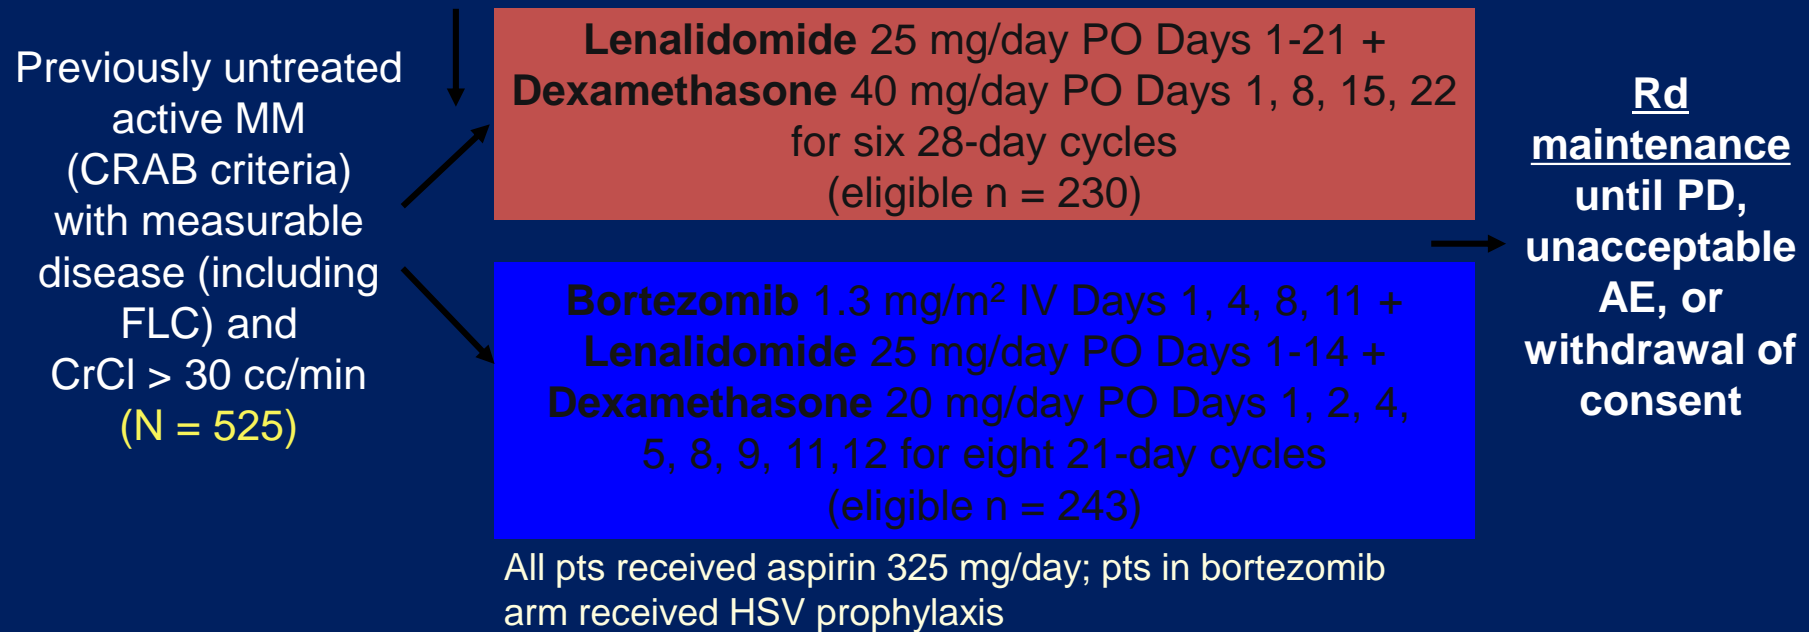 Previously untreated
active MM
(CRAB criteria)
with measurable
disease (including
FLC) and
CrCl > 30 cc/min
(N = 525)
Lenalidomide 25 mg/day PO Days 1-21 +
Dexamethasone 40 mg/day PO Days 1, 8, 15, 22
for six 28-day cycles
(eligible n = 230)
Bortezomib 1.3 mg/m² IV Days 1, 4, 8, 11 +
Lenalidomide 25 mg/day PO Days 1-14 +
Dexamethasone 20 mg/day PO Days 1, 2, 4,
5, 8, 9, 11,12 for eight 21-day cycles
(eligible n = 243)
All pts received aspirin 325 mg/day; pts in bortezomib
arm received HSV prophylaxis
Rd
maintenance
until PD,
unacceptable
AE, or
withdrawal of
consent